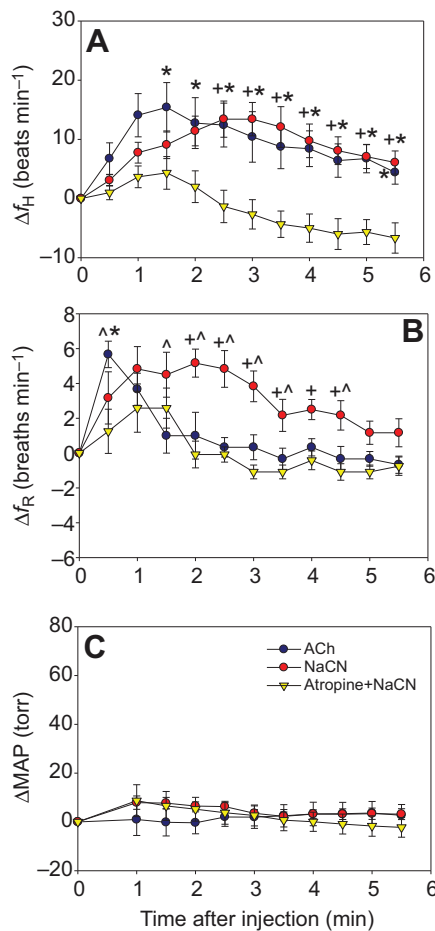 A
30
20
10
0
–10
Δf_H (beats min⁻¹)
* * +* +* +* +* +* +* +*
*
0 1 2 3 4 5 6
B
8
6
4
2
0
−2
−4
−6
Δf_R (breaths min⁻¹)
^* ^ +^ +^ +^ +^ + +^
0 1 2 3 4 5 6
C
80
60
40
20
0
−20
ΔMAP (torr)
ACh
NaCN
Atropine+NaCN
0 1 2 3 4 5 6
Time after injection (min)